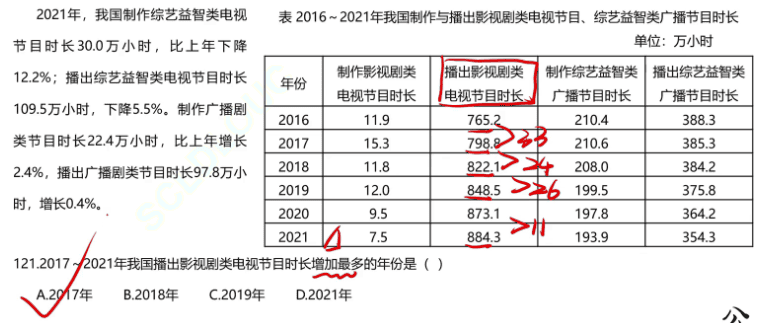 2021年，我国制作综艺益智类电视
节目时长30.0万小时，比上年下降
12.2%；播出综艺益智类电视节目时长
109.5万小时，下降5.5%。制作广播剧
类节目时长22.4万小时，比上年增长
2.4%，播出广播剧类节目时长97.8万小
时，增长0.4%。
表 2016～2021年我国制作与播出影视剧类电视节目、综艺益智类广播节目时长
单位：万小时
年份 制作影视剧类电视节目时长 播出影视剧类电视节目时长 制作综艺益智类广播节目时长 播出综艺益智类广播节目时长
2016 11.9 765.2 210.4 388.3
2017 15.3 798.8 210.6 385.3
2018 11.8 822.1 208.0 384.2
2019 12.0 848.5 199.5 375.8
2020 9.5 873.1 197.8 364.2
2021 7.5 884.3 193.9 354.3
>33
>24
>26
>11
121.2017～2021年我国播出影视剧类电视节目时长增加最多的年份是（ ）
A.2017年 B.2018年 C.2019年 D.2021年